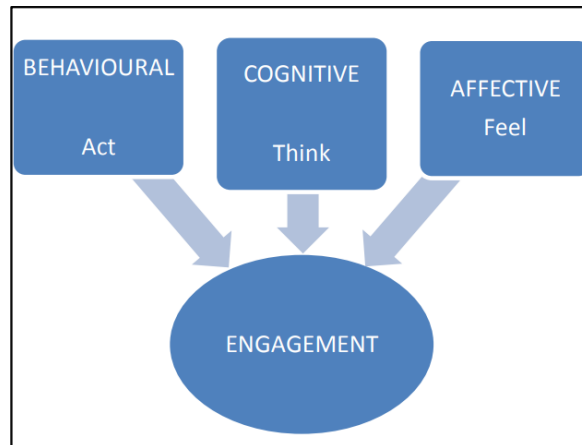 BEHAVIOURAL
Act
COGNITIVE
Think
AFFECTIVE
Feel
ENGAGEMENT